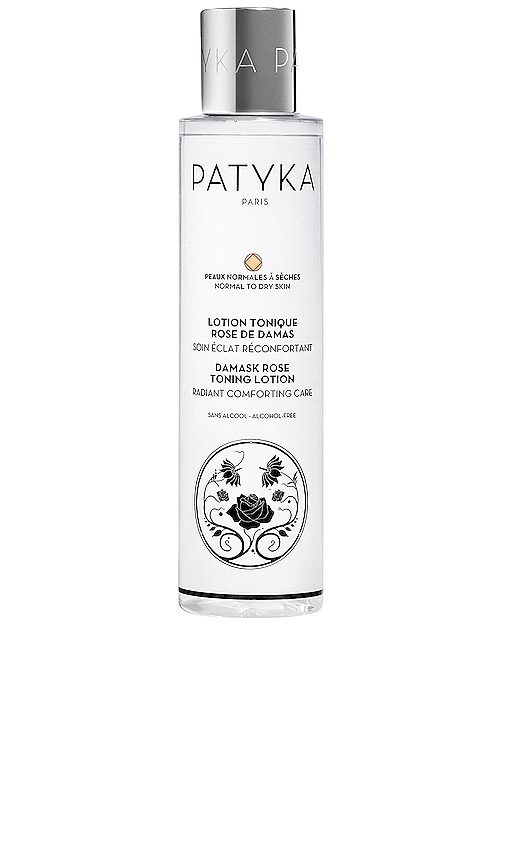 YKA PA
PATYKA
PARIS
PEAUX NORMALES À SÈCHES
NORMAL TO DRY SKIN
LOTION TONIQUE
ROSE DE DAMAS
SOIN ÉCLAT RÉCONFORTANT
DAMASK ROSE
TONING LOTION
RADIANT COMFORTING CARE
SANS ALCOOL - ALCOHOL-FREE